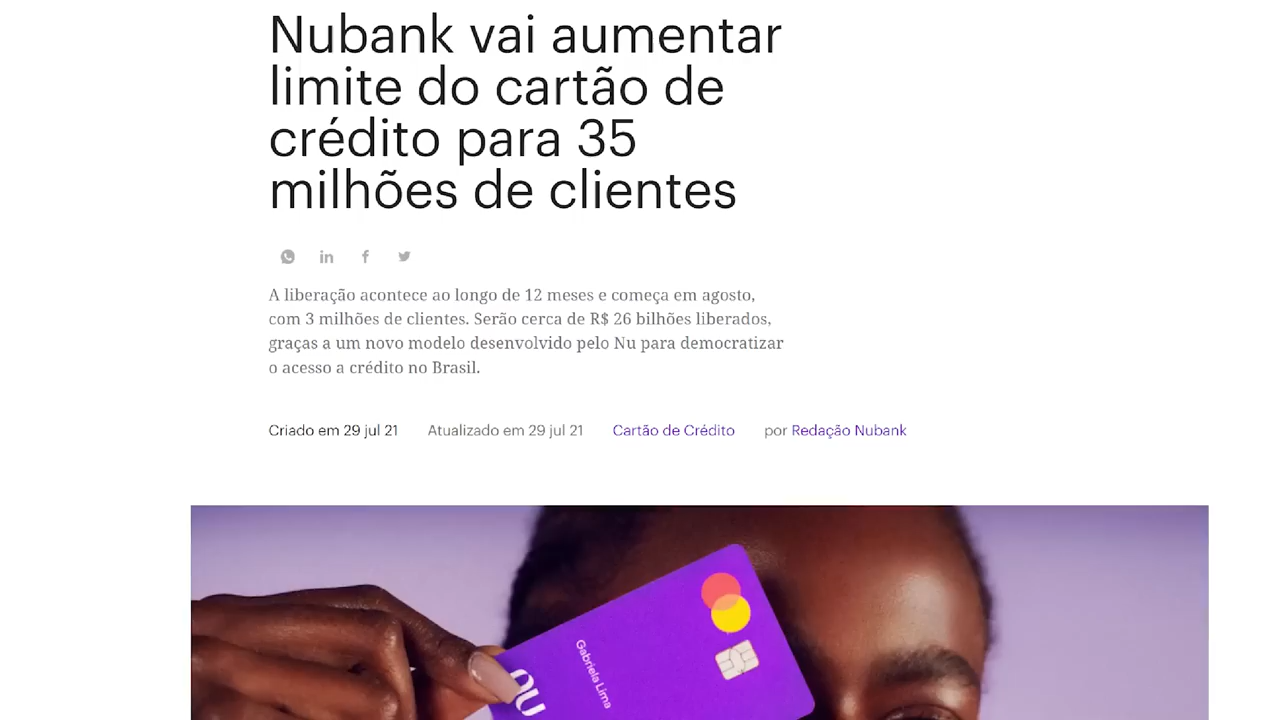 Nubank vai aumentar
limite do cartão de
crédito para 35
milhões de clientes
A liberação acontece ao longo de 12 meses e começa em agosto,
com 3 milhões de clientes. Serão cerca de R$ 26 bilhões liberados,
graças a um novo modelo desenvolvido pelo Nu para democratizar
o acesso a crédito no Brasil.
Criado em 29 jul 21 Atualizado em 29 jul 21 Cartão de Crédito por Redação Nubank
Gabriela Lima
nu